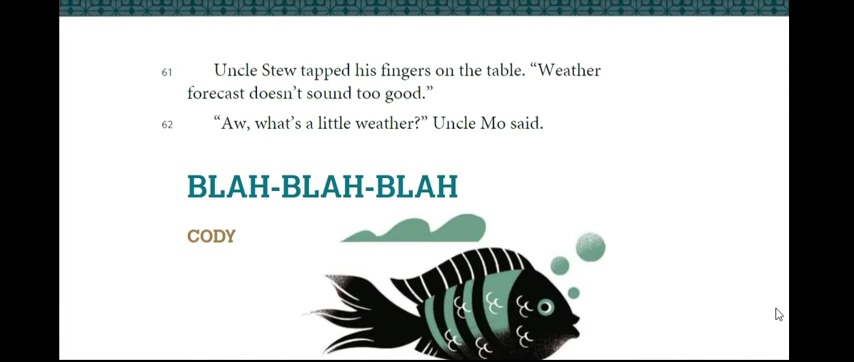 61 Uncle Stew tapped his fingers on the table. “Weather
forecast doesn’t sound too good.”
62 “Aw, what’s a little weather?” Uncle Mo said.
BLAH-BLAH-BLAH
CODY